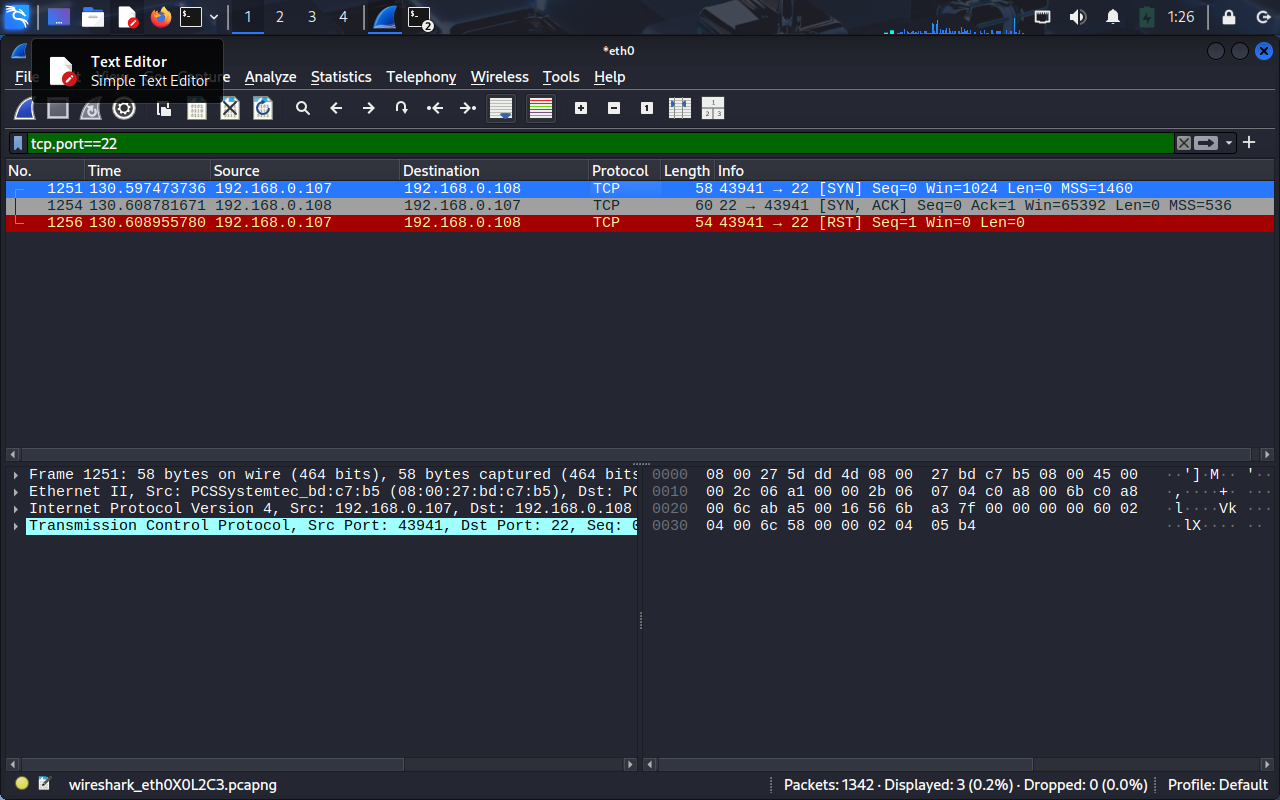 1 2 3 4 2 1:26
*eth0
Text Editor
Simple Text Editor
Fi e Analyze Statistics Telephony Wireless Tools Help
tcp.port==22
No. Time Source Destination Protocol Length Info
1251 130.597473736 192.168.0.107 192.168.0.108 TCP 58 43941 → 22 [SYN] Seq=0 Win=1024 Len=0 MSS=1460
1254 130.608781671 192.168.0.108 192.168.0.107 TCP 60 22 → 43941 [SYN, ACK] Seq=0 Ack=1 Win=65392 Len=0 MSS=536
1256 130.608955780 192.168.0.107 192.168.0.108 TCP 54 43941 → 22 [RST] Seq=1 Win=0 Len=0
Frame 1251: 58 bytes on wire (464 bits), 58 bytes captured (464 bits
Ethernet II, Src: PCSSystemtec_bd:c7:b5 (08:00:27:bd:c7:b5), Dst: PC
Internet Protocol Version 4, Src: 192.168.0.107, Dst: 192.168.0.108
Transmission Control Protocol, Src Port: 43941, Dst Port: 22, Seq: 0
0000 08 00 27 5d dd 4d 08 00 27 bd c7 b5 08 00 45 00 ··']·M·· '·
0010 00 2c 06 a1 00 00 2b 06 07 04 c0 a8 00 6b c0 a8 ·,····+· ···
0020 00 6c ab a5 00 16 56 6b a3 7f 00 00 00 00 60 02 ·l····Vk ···
0030 04 00 6c 58 00 00 02 04 05 b4 ··lX···· ··
wireshark_eth0X0L2C3.pcapng
Packets: 1342 · Displayed: 3 (0.2%) · Dropped: 0 (0.0%)
Profile: Default